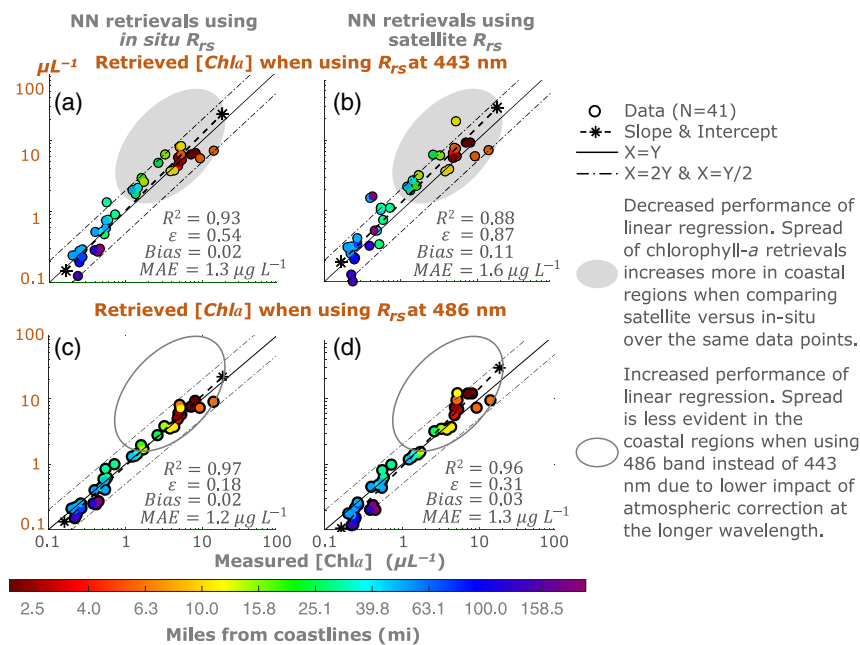 NN retrievals using
in situ Rrs
NN retrievals using
satellite Rrs
μL⁻¹ Retrieved [Chla] when using Rrs at 443 nm
100
10
1
0.1
(a)
R² = 0.93
ε = 0.54
Bias = 0.02
MAE = 1.3 μg L⁻¹
(b)
R² = 0.88
ε = 0.87
Bias = 0.11
MAE = 1.6 μg L⁻¹
Retrieved [Chla] when using Rrs at 486 nm
100
10
1
0.1
(c)
R² = 0.97
ε = 0.18
Bias = 0.02
MAE = 1.2 μg L⁻¹
(d)
R² = 0.96
ε = 0.31
Bias = 0.03
MAE = 1.3 μg L⁻¹
0.1 1 10 100 0.1 1 10 100
Measured [Chla] (μL⁻¹)
2.5 4.0 6.3 10.0 15.8 25.1 39.8 63.1 100.0 158.5
Miles from coastlines (mi)
Data (N=41)
Slope & Intercept
X=Y
X=2Y & X=Y/2
Decreased performance of
linear regression. Spread
of chlorophyll-a retrievals
increases more in coastal
regions when comparing
satellite versus in-situ
over the same data points.
Increased performance of
linear regression. Spread
is less evident in the
coastal regions when using
486 band instead of 443
nm due to lower impact of
atmospheric correction at
the longer wavelength.